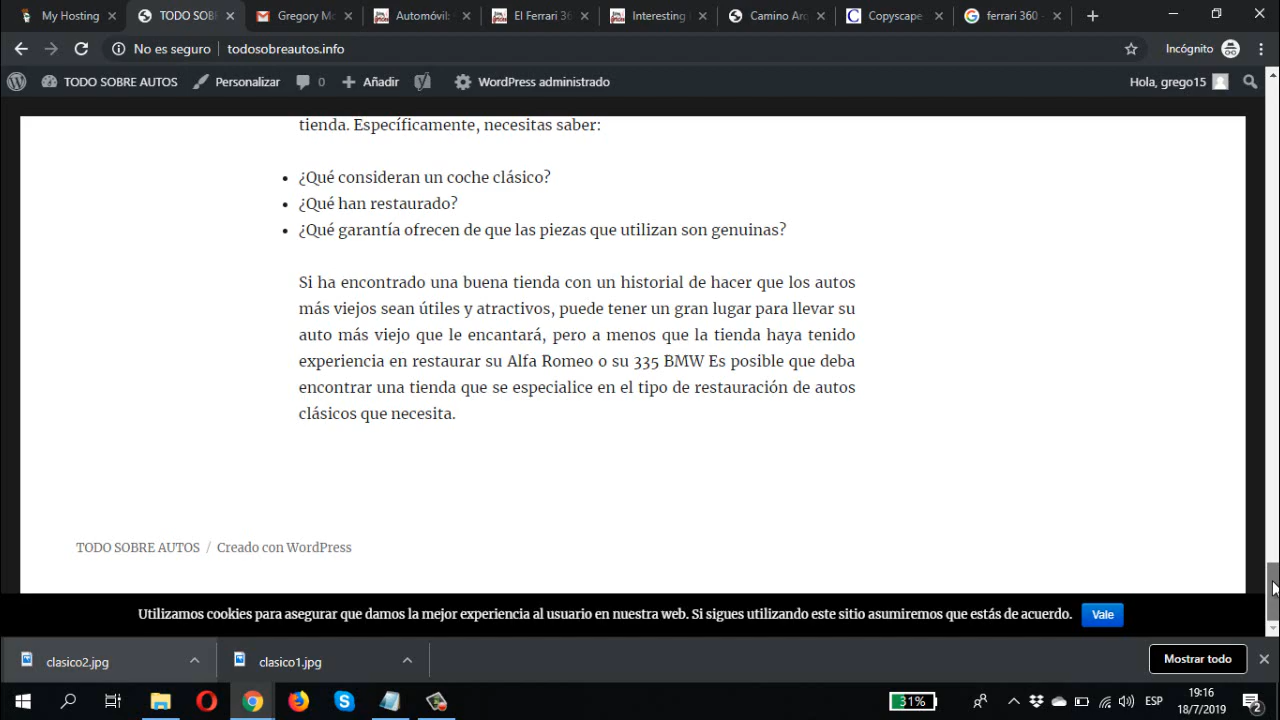 My Hosting
TODO SOB
Gregory Mo
Automóvile
El Ferrari 36
Interesting
Camino Arc
Copyscape
ferrari 360 -
No es seguro
todosobreautos.info
Incógnito
TODO SOBRE AUTOS
Personalizar
0
Añadir
WordPress administrado
Hola, grego15
tienda. Específicamente, necesitas saber:
• ¿Qué consideran un coche clásico?
• ¿Qué han restaurado?
• ¿Qué garantía ofrecen de que las piezas que utilizan son genuinas?
Si ha encontrado una buena tienda con un historial de hacer que los autos
más viejos sean útiles y atractivos, puede tener un gran lugar para llevar su
auto más viejo que le encantará, pero a menos que la tienda haya tenido
experiencia en restaurar su Alfa Romeo o su 335 BMW Es posible que deba
encontrar una tienda que se especialice en el tipo de restauración de autos
clásicos que necesita.
TODO SOBRE AUTOS / Creado con WordPress
Utilizamos cookies para asegurar que damos la mejor experiencia al usuario en nuestra web. Si sigues utilizando este sitio asumiremos que estás de acuerdo.
Vale
clasico2.jpg
clasico1.jpg
Mostrar todo
31%
ESP
19:16
18/7/2019
2